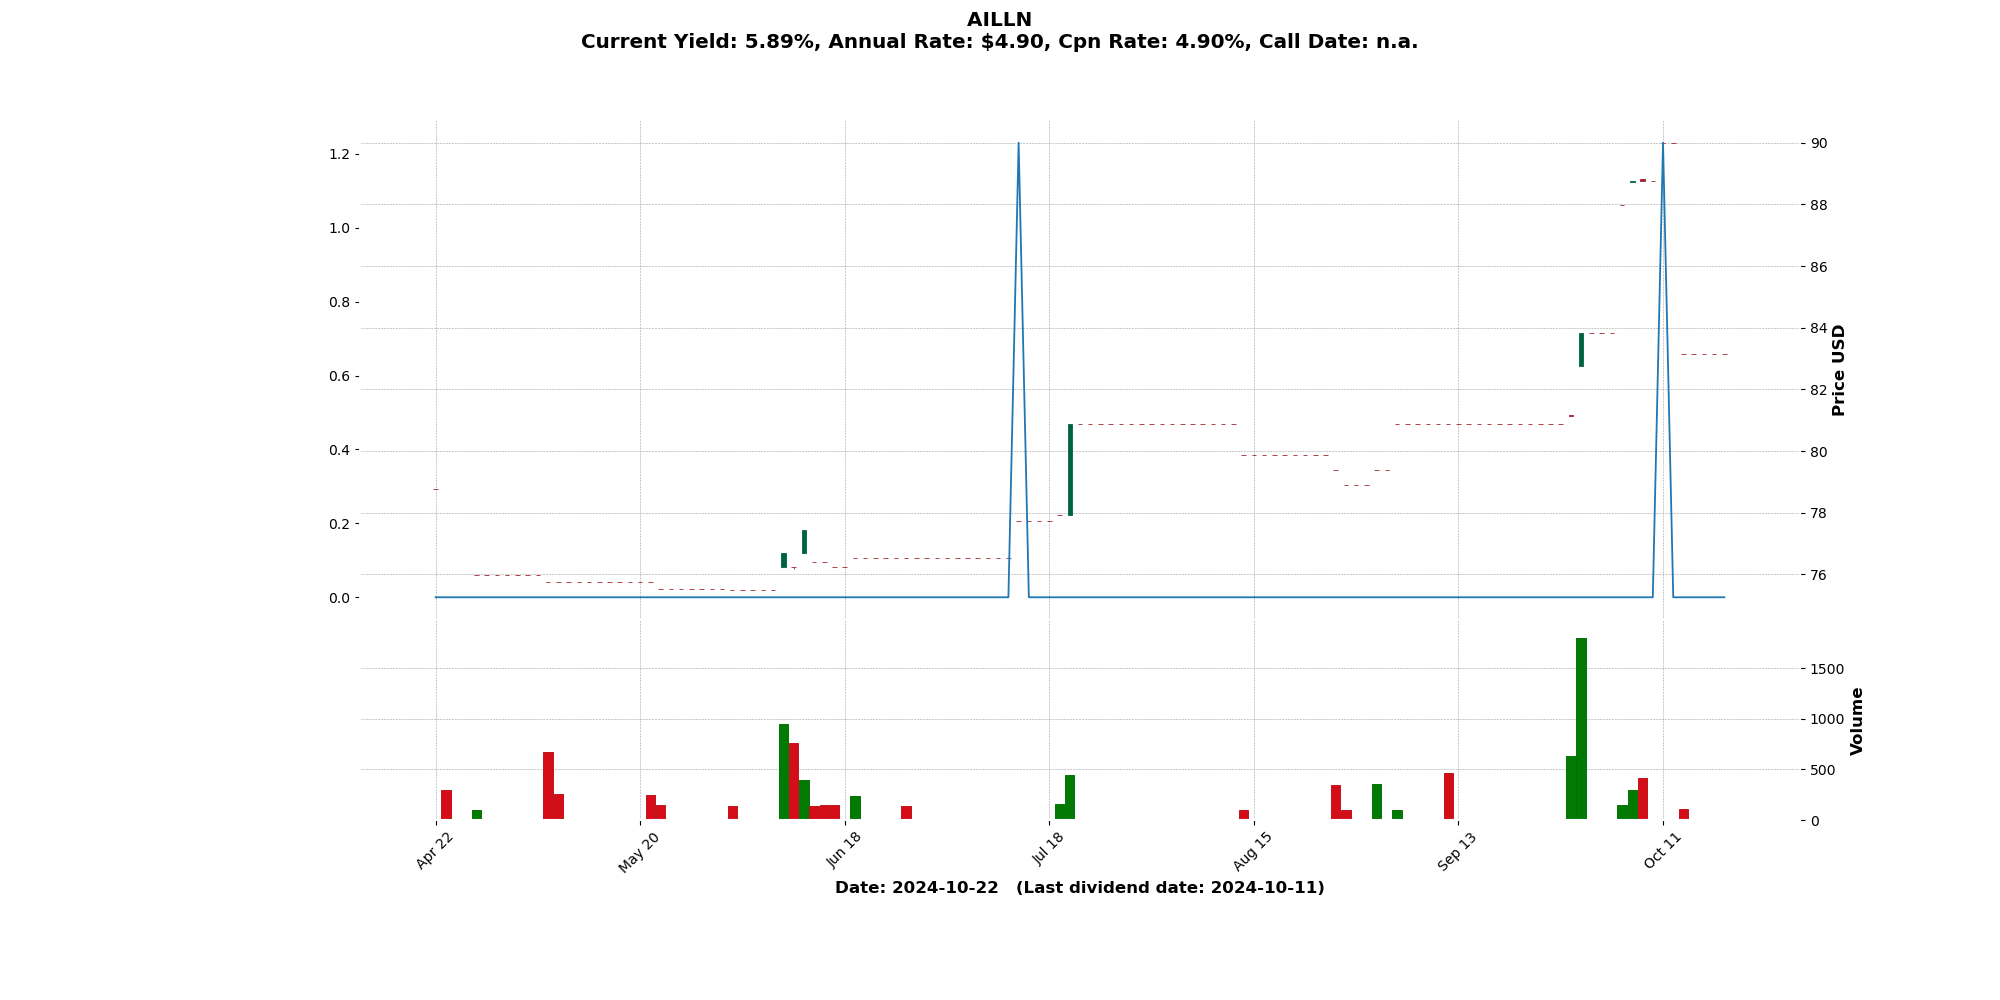 AILLN
Current Yield: 5.89%, Annual Rate: $4.90, Cpn Rate: 4.90%, Call Date: n.a.
1.2
1.0
0.8
0.6
0.4
0.2
0.0
90
88
86
84
82
80
78
76
Price USD
1500
1000
500
0
Volume
Apr 22
May 20
Jun 18
Jul 18
Aug 15
Sep 13
Oct 11
Date: 2024-10-22   (Last dividend date: 2024-10-11)